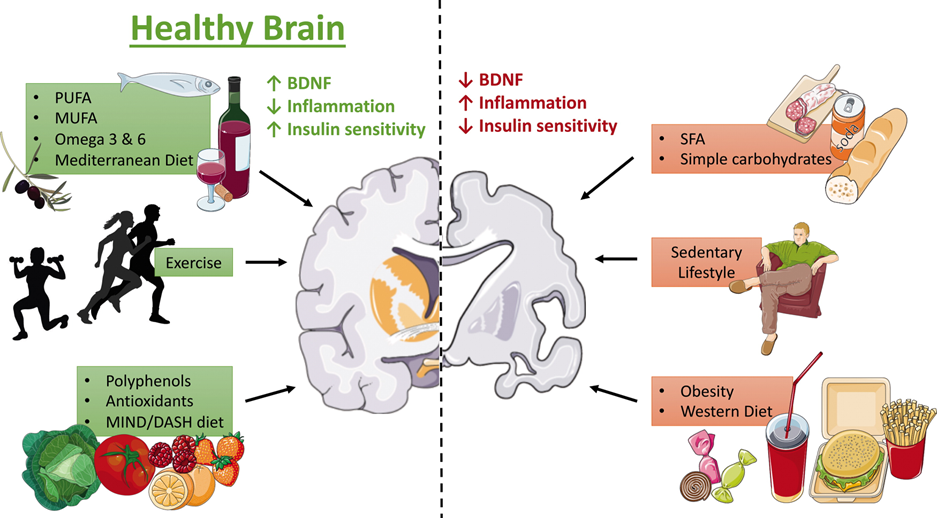 Healthy Brain
↑ BDNF
↓ Inflammation
↑ Insulin sensitivity
↓ BDNF
↑ Inflammation
↓ Insulin sensitivity
• PUFA
• MUFA
• Omega 3 & 6
• Mediterranean Diet
Exercise
• Polyphenols
• Antioxidants
• MIND/DASH diet
• SFA
• Simple carbohydrates
soda
Sedentary
Lifestyle
• Obesity
• Western Diet